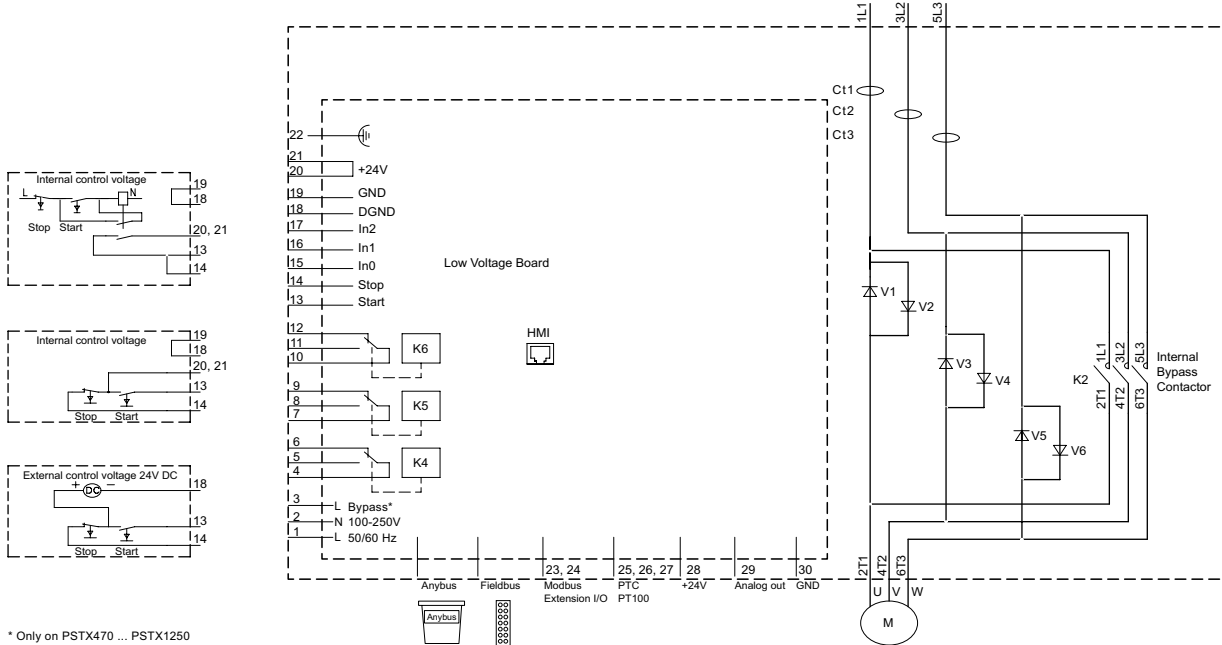 1L1
3L2
5L3
Ct1
Ct2
Ct3
Internal control voltage
L
N
Stop Start
19
18
20, 21
13
14
Internal control voltage
19
18
20, 21
13
14
Stop Start
External control voltage 24V DC
+ DC −
18
13
14
Stop Start
* Only on PSTX470 ... PSTX1250
22
21
20 +24V
19 GND
18 DGND
17 In2
16 In1
15 In0
14 Stop
13 Start
Low Voltage Board
HMI
12
11
10
K6
9
8
7
K5
6
5
4
K4
3 L Bypass*
2 N 100-250V
1 L 50/60 Hz
Anybus
Anybus
Fieldbus
23, 24
Modbus
Extension I/O
25, 26, 27
PTC
PT100
28
+24V
29
Analog out
30
GND
V1
V2
V3
V4
V5
V6
K2
1L1
3L2
5L3
2T1
4T2
6T3
Internal
Bypass
Contactor
2T1
4T2
6T3
U V W
M